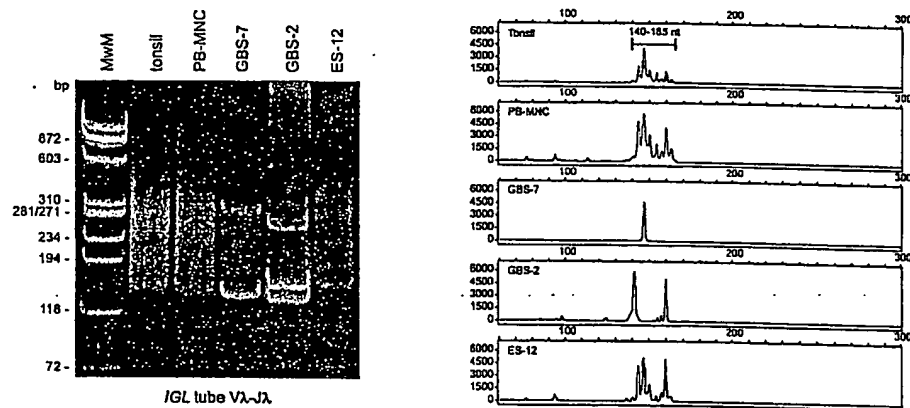 MwM
tonsil
PB-MNC
GBS-7
GBS-2
ES-12
bp
872 -
603 -
310 -
281/271 -
234 -
194 -
118 -
72 -
IGL tube Vλ-Jλ
100 200 300
6000
4500
3000
1500
0
Tonsil
140-165 nt
100 200 300
6000
4500
3000
1500
0
PB-MNC
100 200 300
6000
4500
3000
1500
0
GBS-7
100 200 300
6000
4500
3000
1500
0
GBS-2
100 200 300
6000
4500
3000
1500
0
ES-12